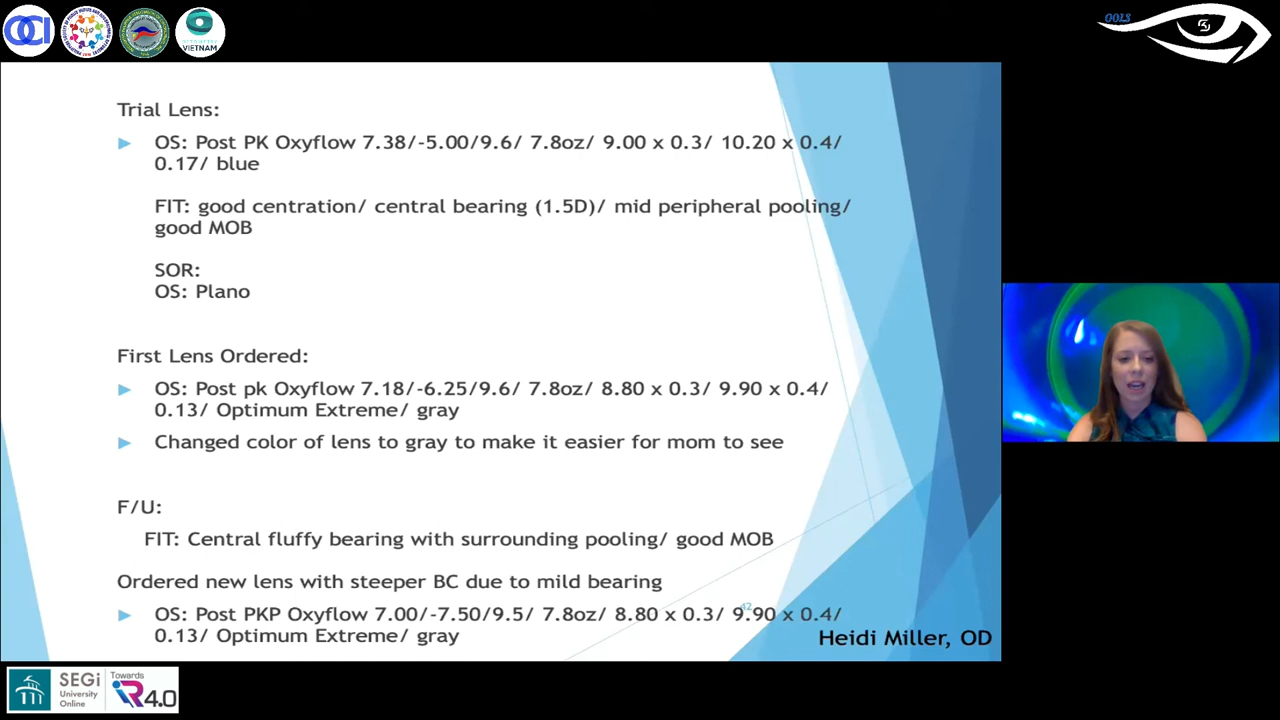 OCI
VIETNAM
OOLS
Trial Lens:
OS: Post PK Oxyflow 7.38/-5.00/9.6/ 7.8oz/ 9.00 x 0.3/ 10.20 x 0.4/
0.17/ blue
FIT: good centration/ central bearing (1.5D)/ mid peripheral pooling/
good MOB
SOR:
OS: Plano
First Lens Ordered:
OS: Post pk Oxyflow 7.18/-6.25/9.6/ 7.8oz/ 8.80 x 0.3/ 9.90 x 0.4/
0.13/ Optimum Extreme/ gray
Changed color of lens to gray to make it easier for mom to see
F/U:
FIT: Central fluffy bearing with surrounding pooling/ good MOB
Ordered new lens with steeper BC due to mild bearing
42
OS: Post PKP Oxyflow 7.00/-7.50/9.5/ 7.8oz/ 8.80 x 0.3/ 9.90 x 0.4/
0.13/ Optimum Extreme/ gray
Heidi Miller, OD
SEGi
University
Online
Towards
iR4.0